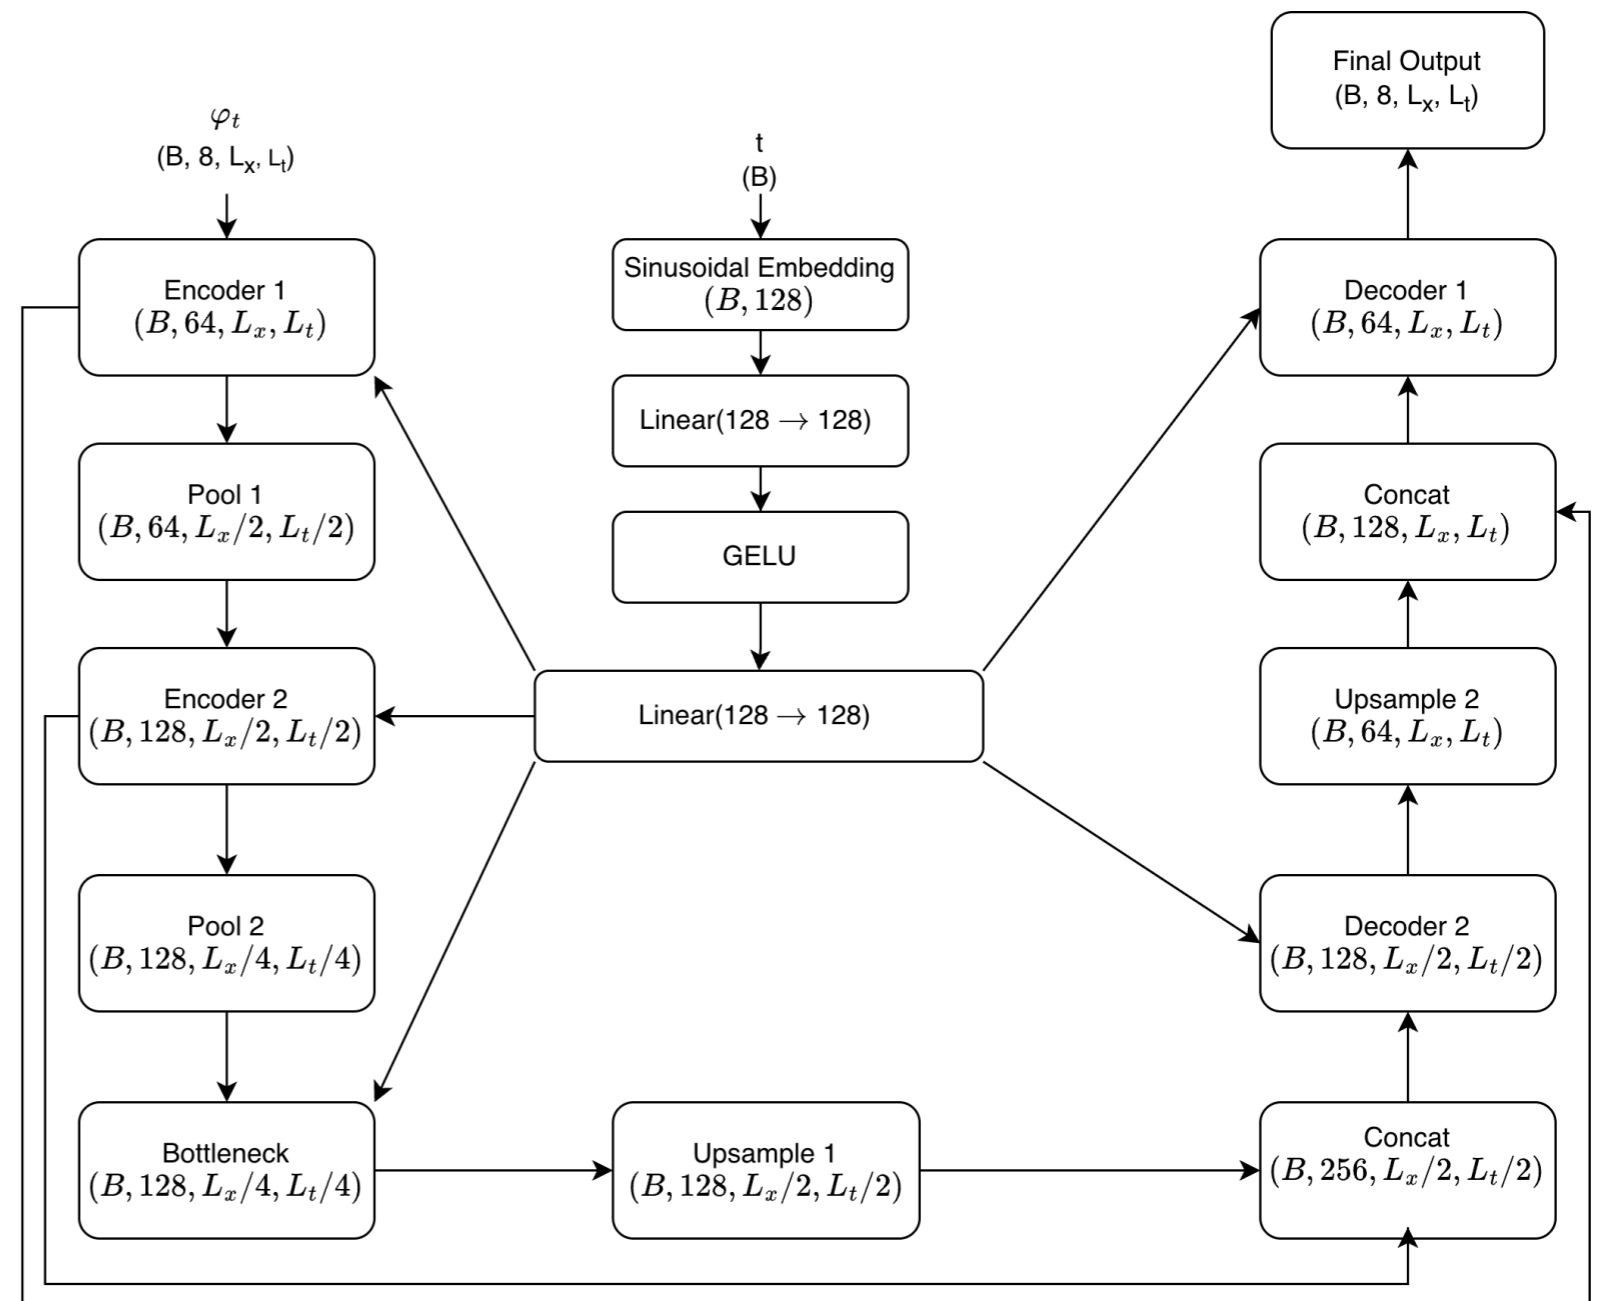 φₜ
(B, 8, Lₓ, Lₜ)
Encoder 1
(B, 64, Lₓ, Lₜ)
Pool 1
(B, 64, Lₓ/2, Lₜ/2)
Encoder 2
(B, 128, Lₓ/2, Lₜ/2)
Pool 2
(B, 128, Lₓ/4, Lₜ/4)
Bottleneck
(B, 128, Lₓ/4, Lₜ/4)
t
(B)
Sinusoidal Embedding
(B, 128)
Linear(128 → 128)
GELU
Linear(128 → 128)
Upsample 1
(B, 128, Lₓ/2, Lₜ/2)
Final Output
(B, 8, Lₓ, Lₜ)
Decoder 1
(B, 64, Lₓ, Lₜ)
Concat
(B, 128, Lₓ, Lₜ)
Upsample 2
(B, 64, Lₓ, Lₜ)
Decoder 2
(B, 128, Lₓ/2, Lₜ/2)
Concat
(B, 256, Lₓ/2, Lₜ/2)